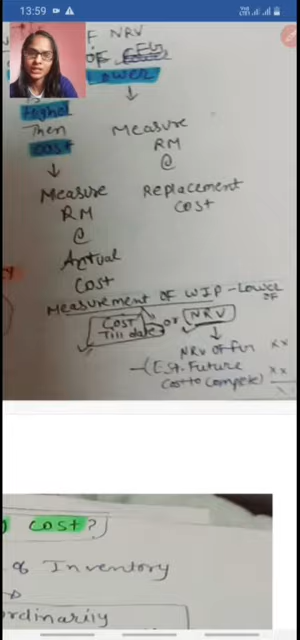 13:59
OF NRV
OF
Lower
Higher
Then
Cost
Measure
RM
@
Replacement
Cost
Measure
RM
@
Actual
Cost
Measurement OF WIP - Lower
OF
Cost
Till date
or NRV
NRV OF
xx
(Est. Future
Cost to Complete)
xx
Cost?
of Inventory
ordinarily